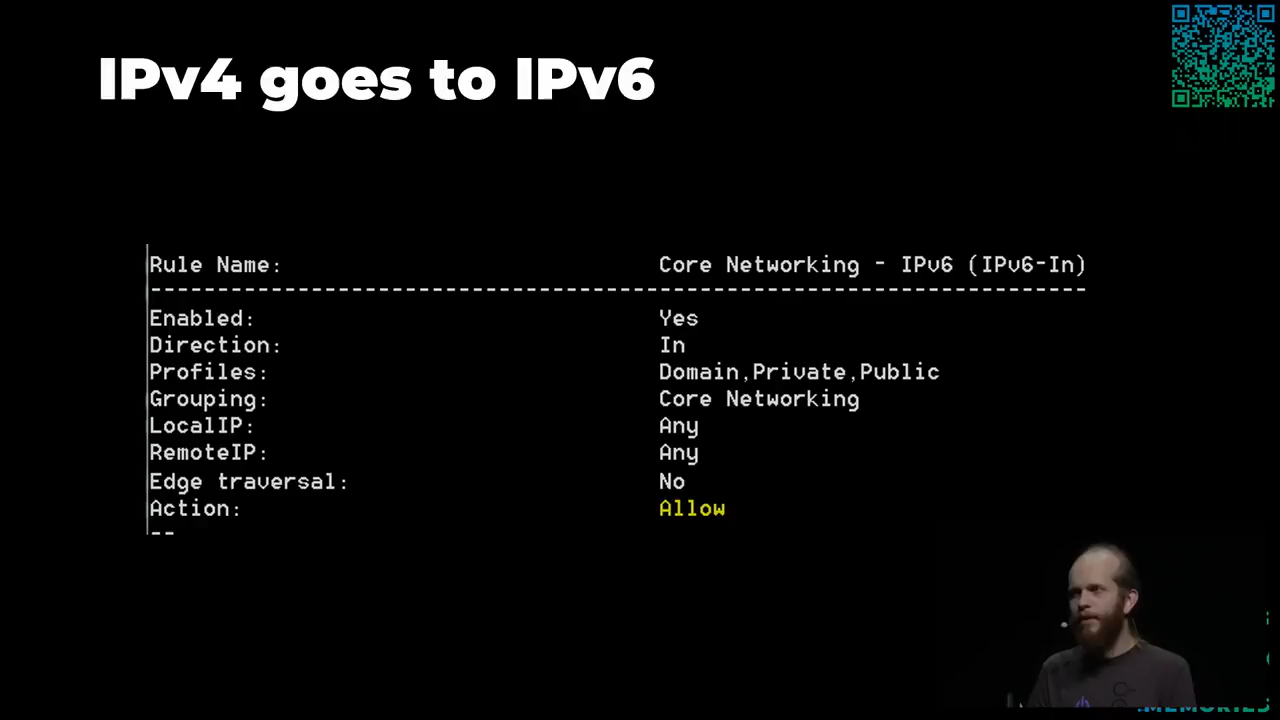 IPv4 goes to IPv6
Rule Name: Core Networking - IPv6 (IPv6-In)
----------------------------------------------------------------------
Enabled: Yes
Direction: In
Profiles: Domain,Private,Public
Grouping: Core Networking
LocalIP: Any
RemoteIP: Any
Edge traversal: No
Action: Allow
--
.MEMORIES